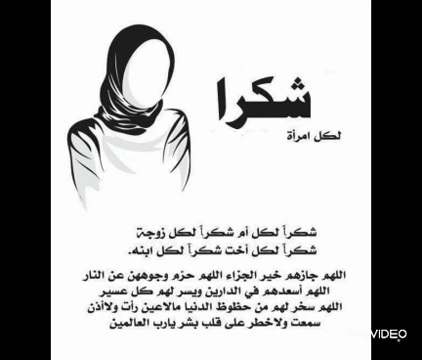 شكرا
لكل امرأة
شكراً لكل أم شكراً لكل زوجة
شكراً لكل أخت شكراً لكل ابنه.
اللهم جازهم خير الجزاء اللهم حزم وجوههن عن النار
اللهم أسعدهم في الدارين ويسر لهم كل عسير
اللهم سخر لهم من حظوظ الدنيا مالاعين رأت ولاأذن
سمعت ولاخطر على قلب بشر يارب العالمين
VIDEO